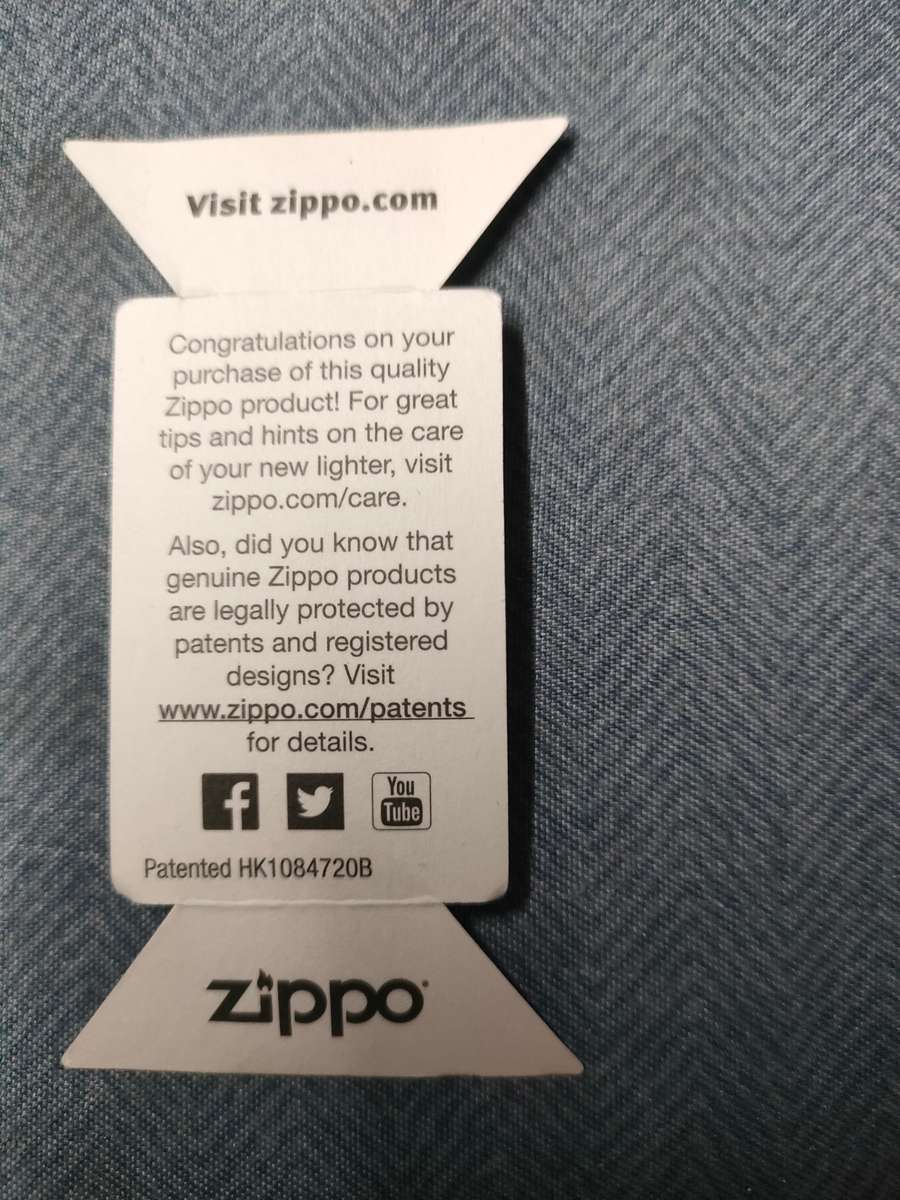 Visit zippo.com
Congratulations on your
purchase of this quality
Zippo product! For great
tips and hints on the care
of your new lighter, visit
zippo.com/care.
Also, did you know that
genuine Zippo products
are legally protected by
patents and registered
designs? Visit
www.zippo.com/patents
for details.
f You Tube
Patented HK1084720B
zippo